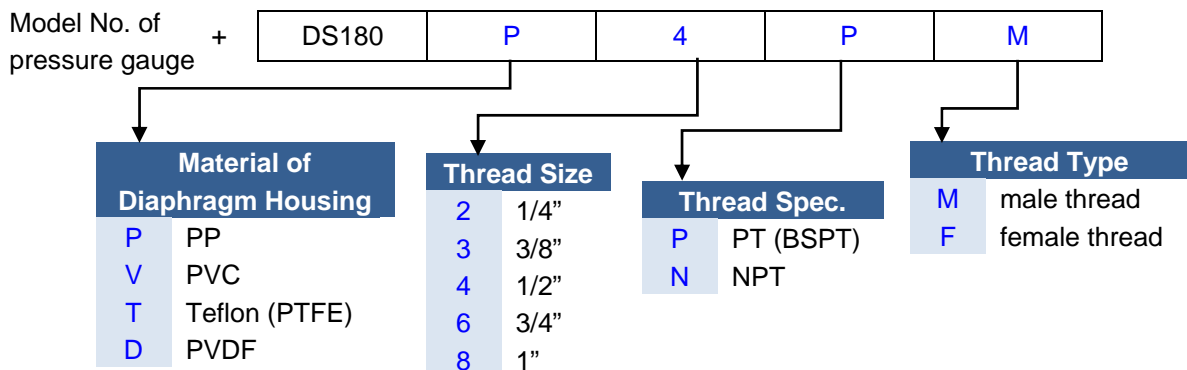 Model No. of
pressure gauge
+
DS180 P 4 P M
Material of
Diaphragm Housing
P PP
V PVC
T Teflon (PTFE)
D PVDF
Thread Size
2 1/4”
3 3/8”
4 1/2”
6 3/4”
8 1”
Thread Spec.
P PT (BSPT)
N NPT
Thread Type
M male thread
F female thread